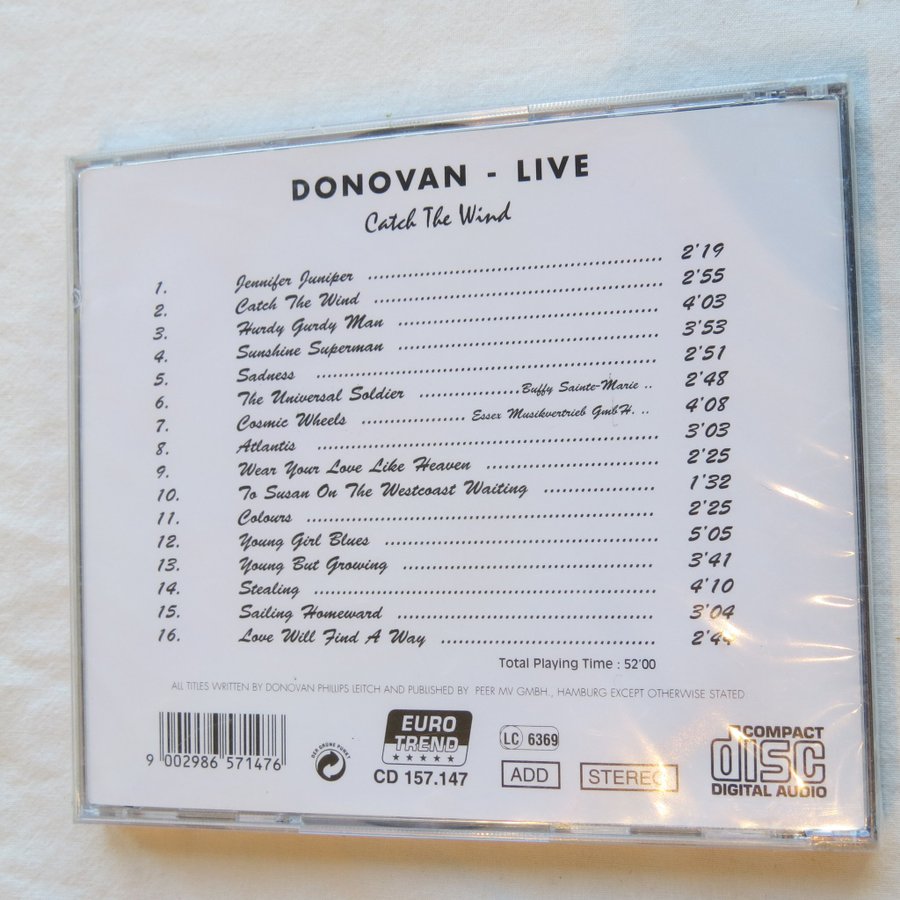 DONOVAN - LIVE
Catch The Wind
1. Jennifer Juniper 2'19
2. Catch The Wind 2'55
3. Hurdy Gurdy Man 4'03
4. Sunshine Superman 3'53
5. Sadness 2'51
6. The Universal Soldier Buffy Sainte-Marie 2'48
7. Cosmic Wheels Essex Musikvertrieb GmbH. 4'08
8. Atlantis 3'03
9. Wear Your Love Like Heaven 2'25
10. To Susan On The Westcoast Waiting 1'32
11. Colours 2'25
12. Young Girl Blues 5'05
13. Young But Growing 3'41
14. Stealing 4'10
15. Sailing Homeward 3'04
16. Love Will Find A Way 2'44
Total Playing Time : 52'00
ALL TITLES WRITTEN BY DONOVAN PHILLIPS LEITCH AND PUBLISHED BY PEER MV GMBH., HAMBURG EXCEPT OTHERWISE STATED
9 002986 571476
DER GRÜNE PUNKT
EURO
TREND
CD 157.147
LC 6369
ADD
STEREO
COMPACT
disc
DIGITAL AUDIO